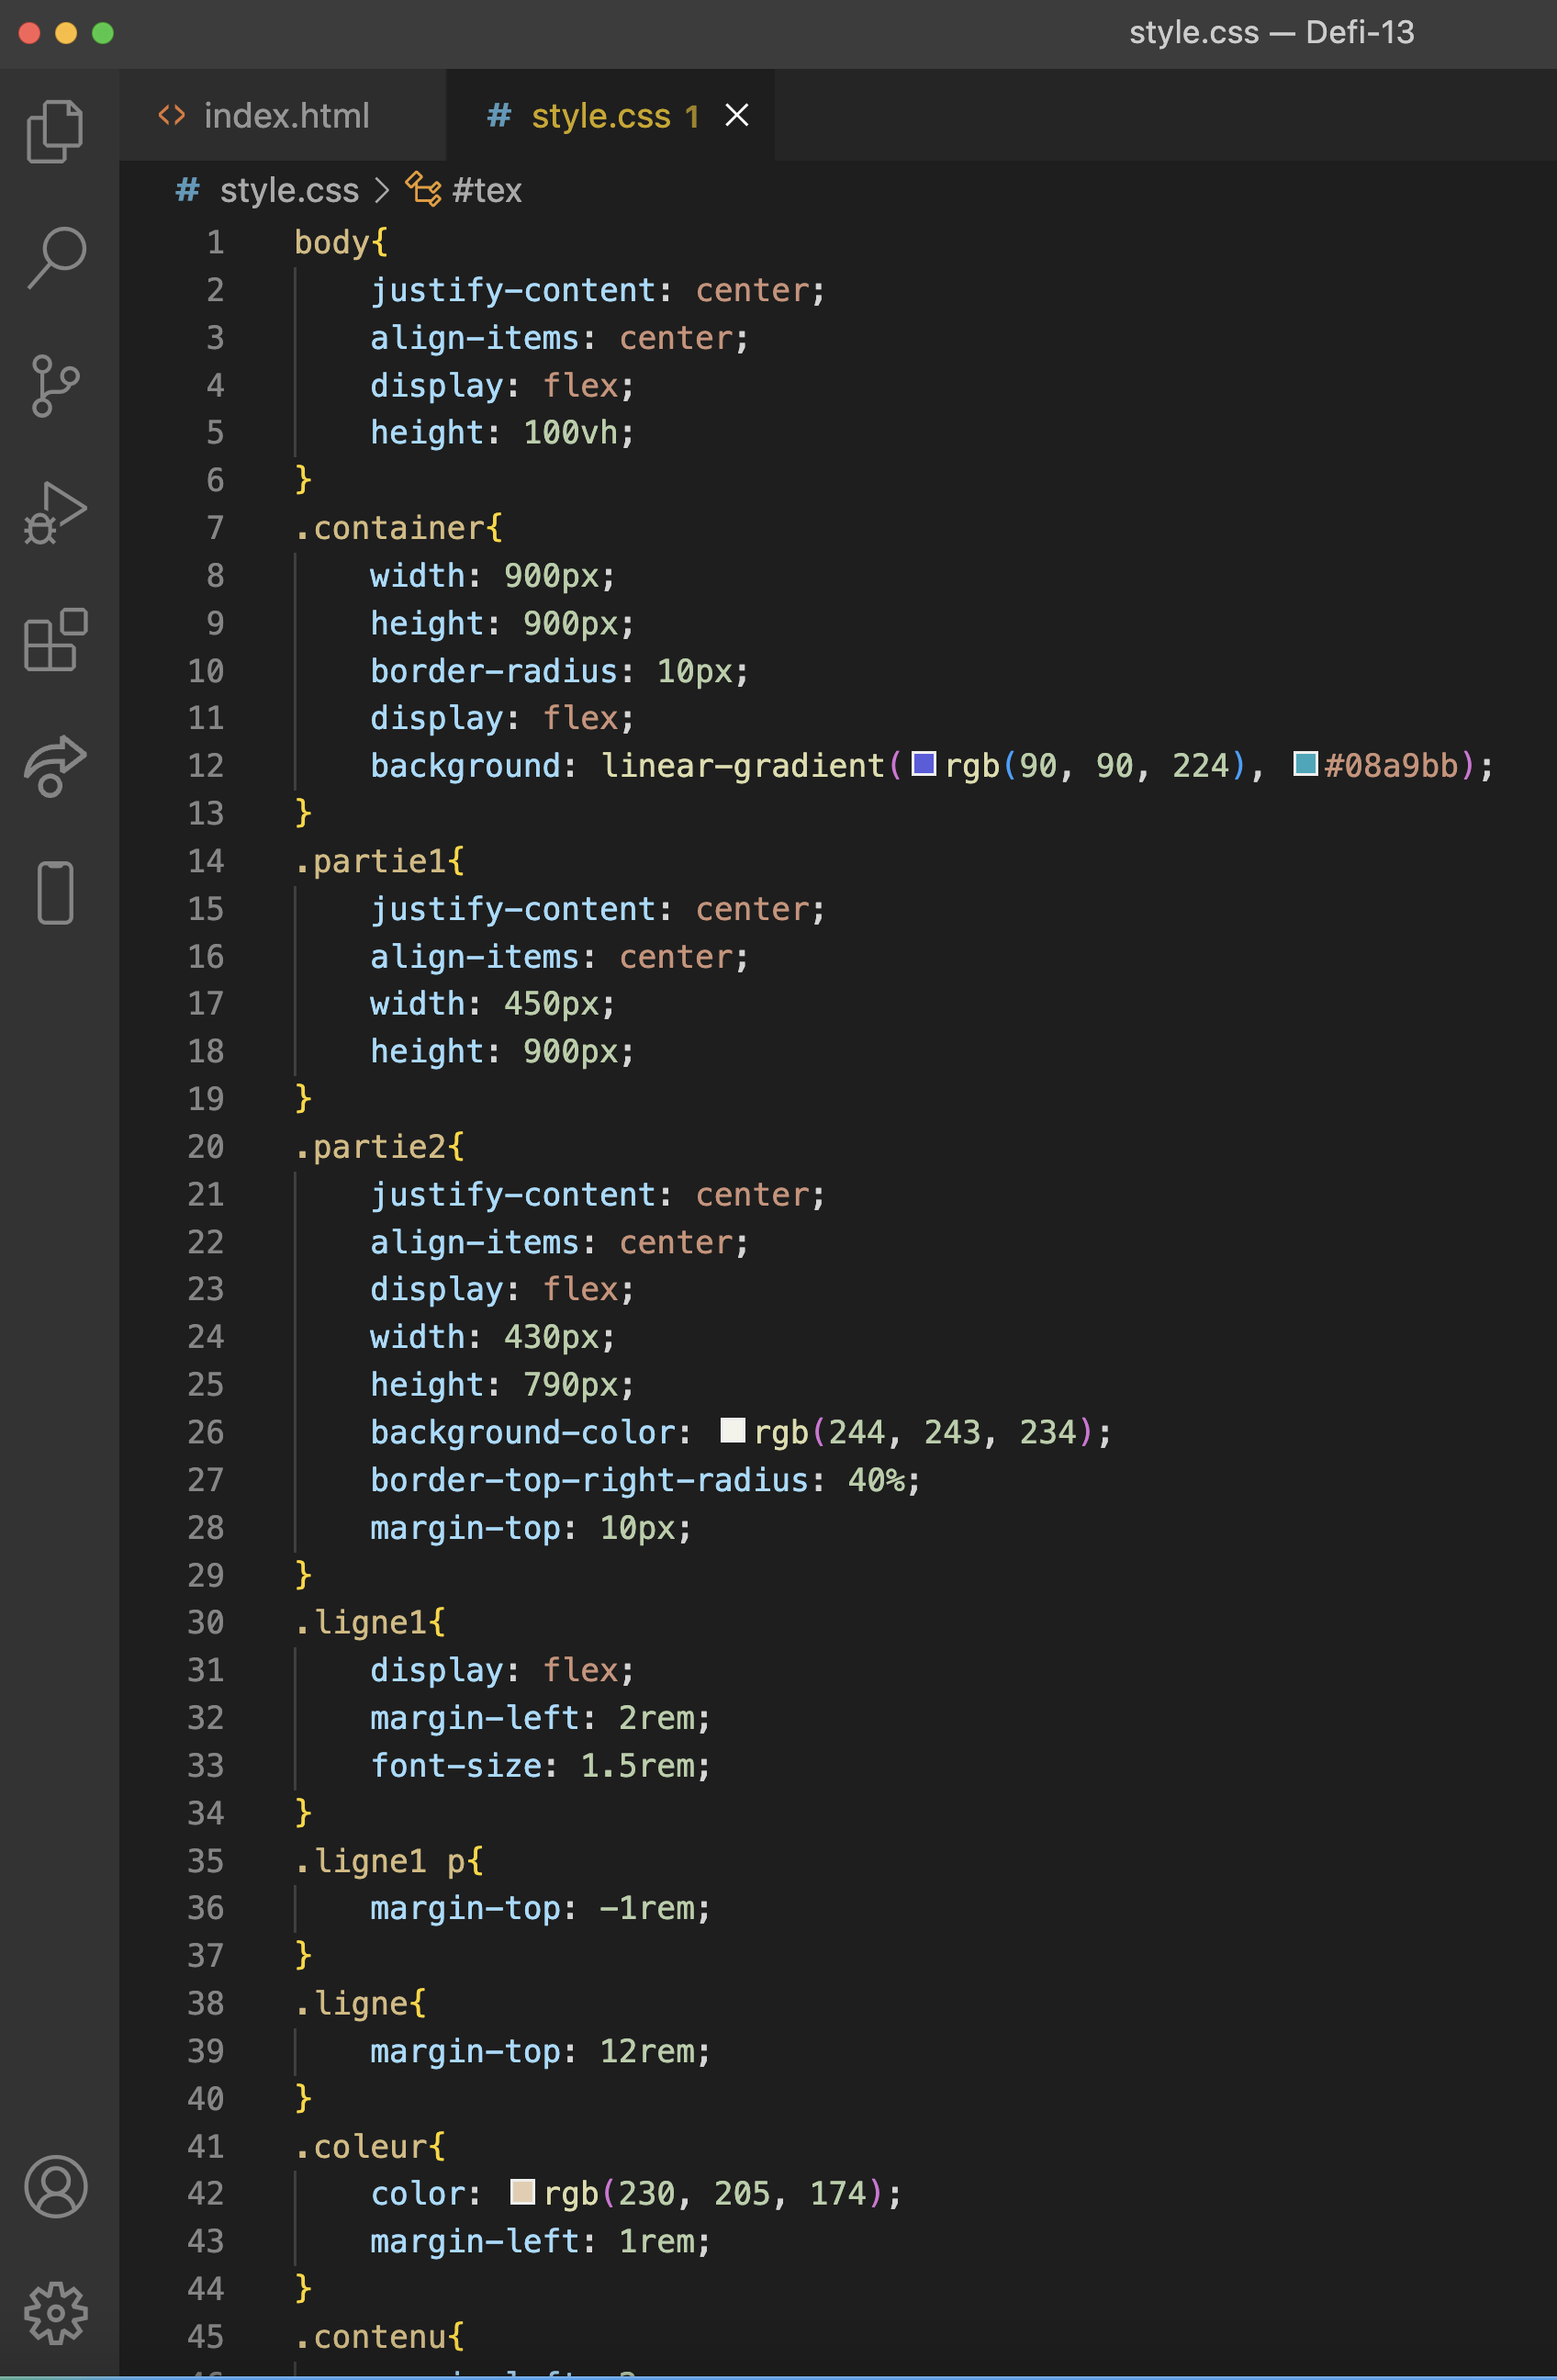 style.css — Defi-13
<> index.html # style.css 1
# style.css > #tex
1 body{
2 justify-content: center;
3 align-items: center;
4 display: flex;
5 height: 100vh;
6 }
7 .container{
8 width: 900px;
9 height: 900px;
10 border-radius: 10px;
11 display: flex;
12 background: linear-gradient(rgb(90, 90, 224), #08a9bb);
13 }
14 .partie1{
15 justify-content: center;
16 align-items: center;
17 width: 450px;
18 height: 900px;
19 }
20 .partie2{
21 justify-content: center;
22 align-items: center;
23 display: flex;
24 width: 430px;
25 height: 790px;
26 background-color: rgb(244, 243, 234);
27 border-top-right-radius: 40%;
28 margin-top: 10px;
29 }
30 .ligne1{
31 display: flex;
32 margin-left: 2rem;
33 font-size: 1.5rem;
34 }
35 .ligne1 p{
36 margin-top: -1rem;
37 }
38 .ligne{
39 margin-top: 12rem;
40 }
41 .coleur{
42 color: rgb(230, 205, 174);
43 margin-left: 1rem;
44 }
45 .contenu{